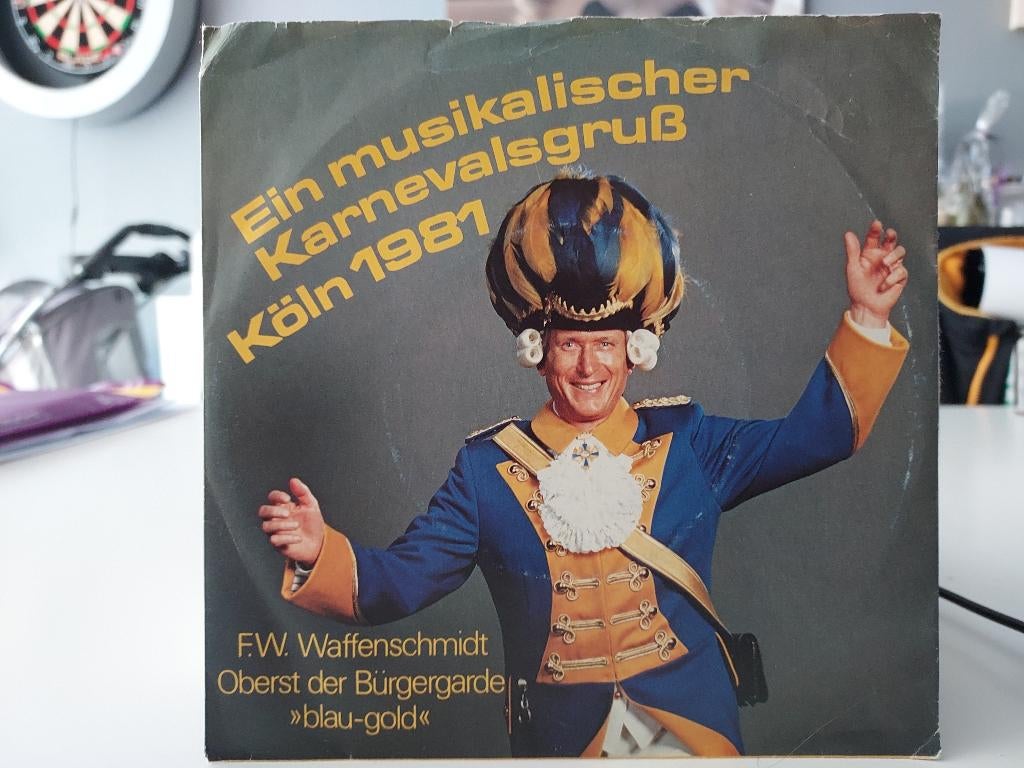 Ein musikalischer
Karnevalsgruß
Köln 1981
F.W. Waffenschmidt
Oberst der Bürgergarde
»blau-gold«